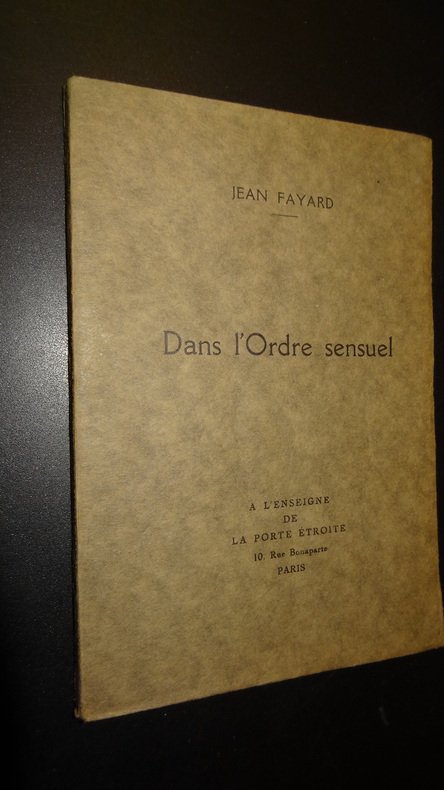 JEAN FAYARD
Dans l'Ordre sensuel
A L'ENSEIGNE
DE
LA PORTE ÉTROITE
10, Rue Bonaparte
PARIS